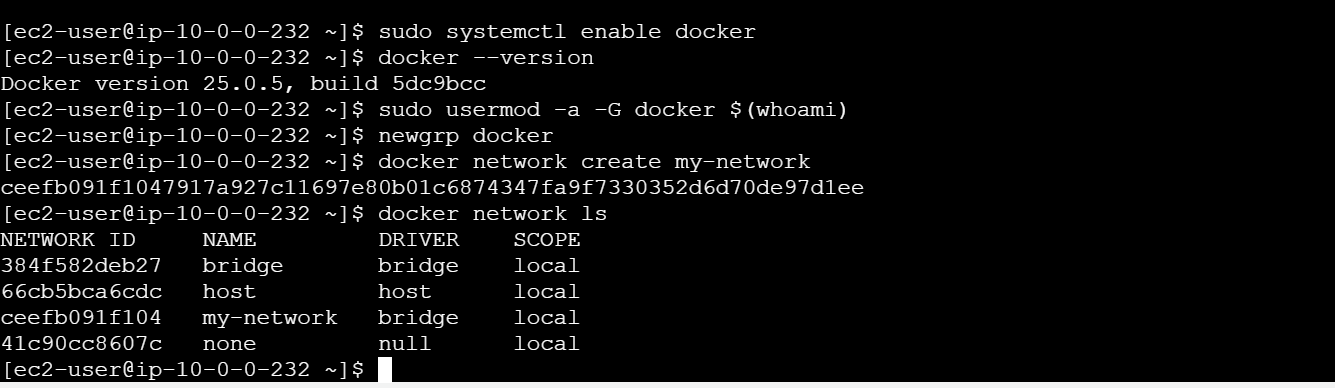 [ec2-user@ip-10-0-0-232 ~]$ sudo systemctl enable docker
[ec2-user@ip-10-0-0-232 ~]$ docker --version
Docker version 25.0.5, build 5dc9bcc
[ec2-user@ip-10-0-0-232 ~]$ sudo usermod -a -G docker $(whoami)
[ec2-user@ip-10-0-0-232 ~]$ newgrp docker
[ec2-user@ip-10-0-0-232 ~]$ docker network create my-network
ceefb091f1047917a927c11697e80b01c6874347fa9f7330352d6d70de97d1ee
[ec2-user@ip-10-0-0-232 ~]$ docker network ls
NETWORK ID     NAME         DRIVER    SCOPE
384f582deb27   bridge       bridge    local
66cb5bca6cdc   host         host      local
ceefb091f104   my-network   bridge    local
41c90cc8607c   none         null      local
[ec2-user@ip-10-0-0-232 ~]$